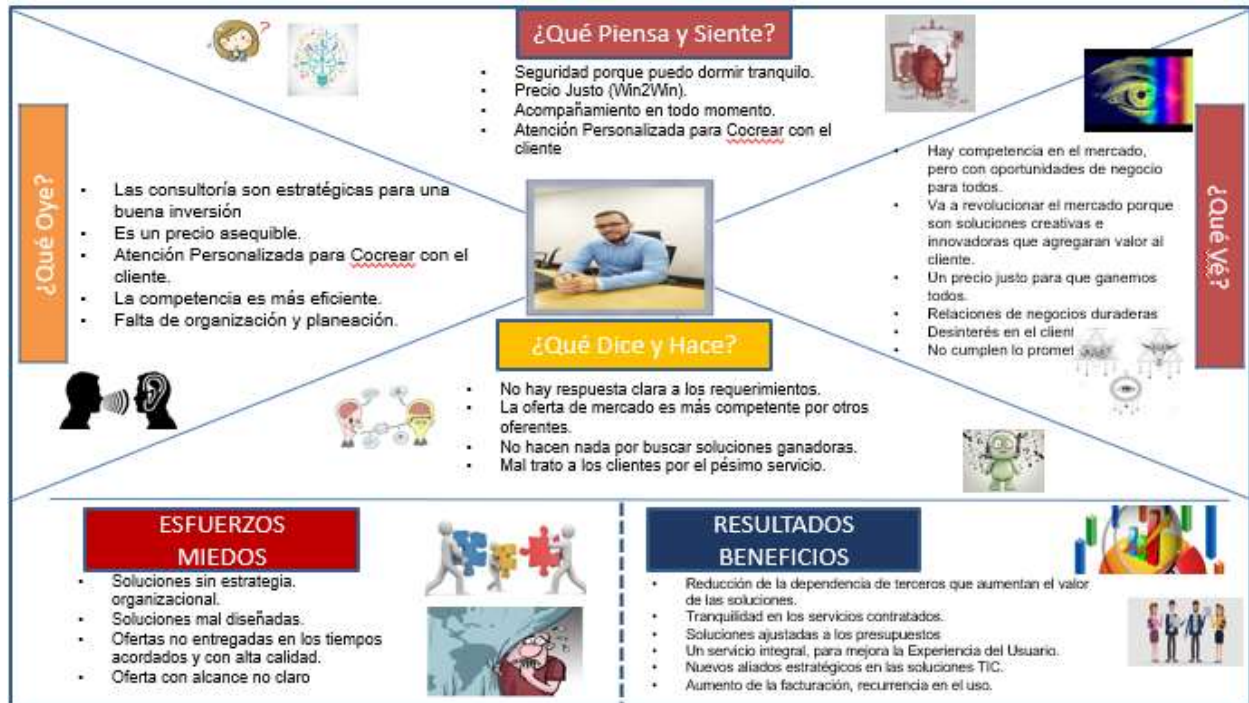 ¿Qué Piensa y Siente?
• Seguridad porque puedo dormir tranquilo.
• Precio Justo (Win2Win).
• Acompañamiento en todo momento.
• Atención Personalizada para Cocrear con el
cliente
¿Qué Oye?
• Las consultoría son estratégicas para una
buena inversión
• Es un precio asequible.
• Atención Personalizada para Cocrear con el
cliente.
• La competencia es más eficiente.
• Falta de organización y planeación.
¿Qué Vé?
• Hay competencia en el mercado,
pero con oportunidades de negocio
para todos.
• Va a revolucionar el mercado porque
son soluciones creativas e
innovadoras que agregaran valor al
cliente.
• Un precio justo para que ganemos
todos.
• Relaciones de negocios duraderas
• Desinterés en el client
• No cumplen lo promet
¿Qué Dice y Hace?
• No hay respuesta clara a los requerimientos.
• La oferta de mercado es más competente por otros
oferentes.
• No hacen nada por buscar soluciones ganadoras.
• Mal trato a los clientes por el pésimo servicio.
ESFUERZOS
MIEDOS
• Soluciones sin estrategia.
organizacional.
• Soluciones mal diseñadas.
• Ofertas no entregadas en los tiempos
acordados y con alta calidad.
• Oferta con alcance no claro
RESULTADOS
BENEFICIOS
• Reducción de la dependencia de terceros que aumentan el valor
de las soluciones.
• Tranquilidad en los servicios contratados.
• Soluciones ajustadas a los presupuestos
• Un servicio integral, para mejora la Experiencia del Usuario.
• Nuevos aliados estratégicos en las soluciones TIC.
• Aumento de la facturación, recurrencia en el uso.